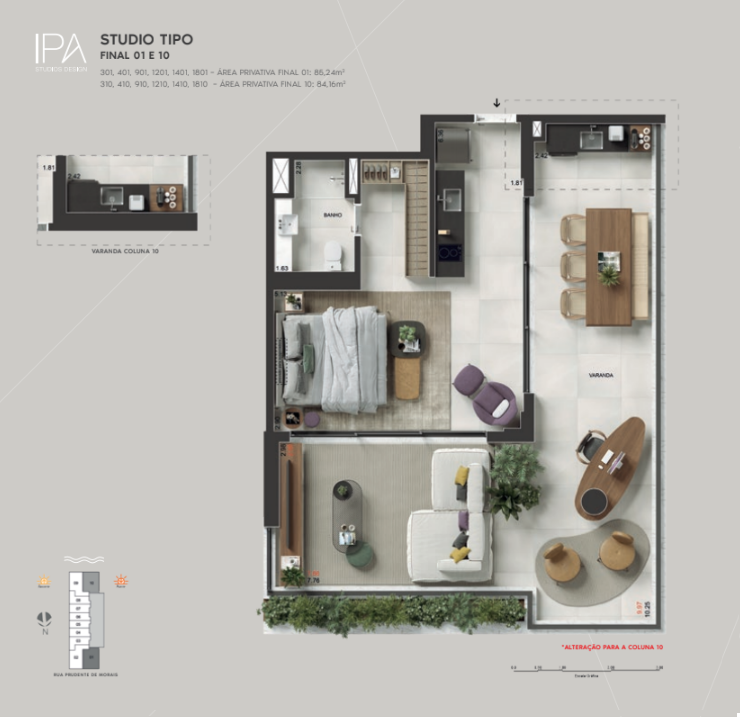 IPA
STUDIOS DESIGN
STUDIO TIPO
FINAL 01 E 10
301, 401, 901, 1201, 1401, 1801 – ÁREA PRIVATIVA FINAL 01: 85,24m²
310, 410, 910, 1210, 1410, 1810 – ÁREA PRIVATIVA FINAL 10: 84,16m²
1.81
2.42
VARANDA COLUNA 10
2.28
BANHO
1.63
1.81
2.42
VARANDA
2.98
7.76
9.97
10.25
*ALTERAÇÃO PARA A COLUNA 10
N
RUA PRUDENTE DE MORAIS